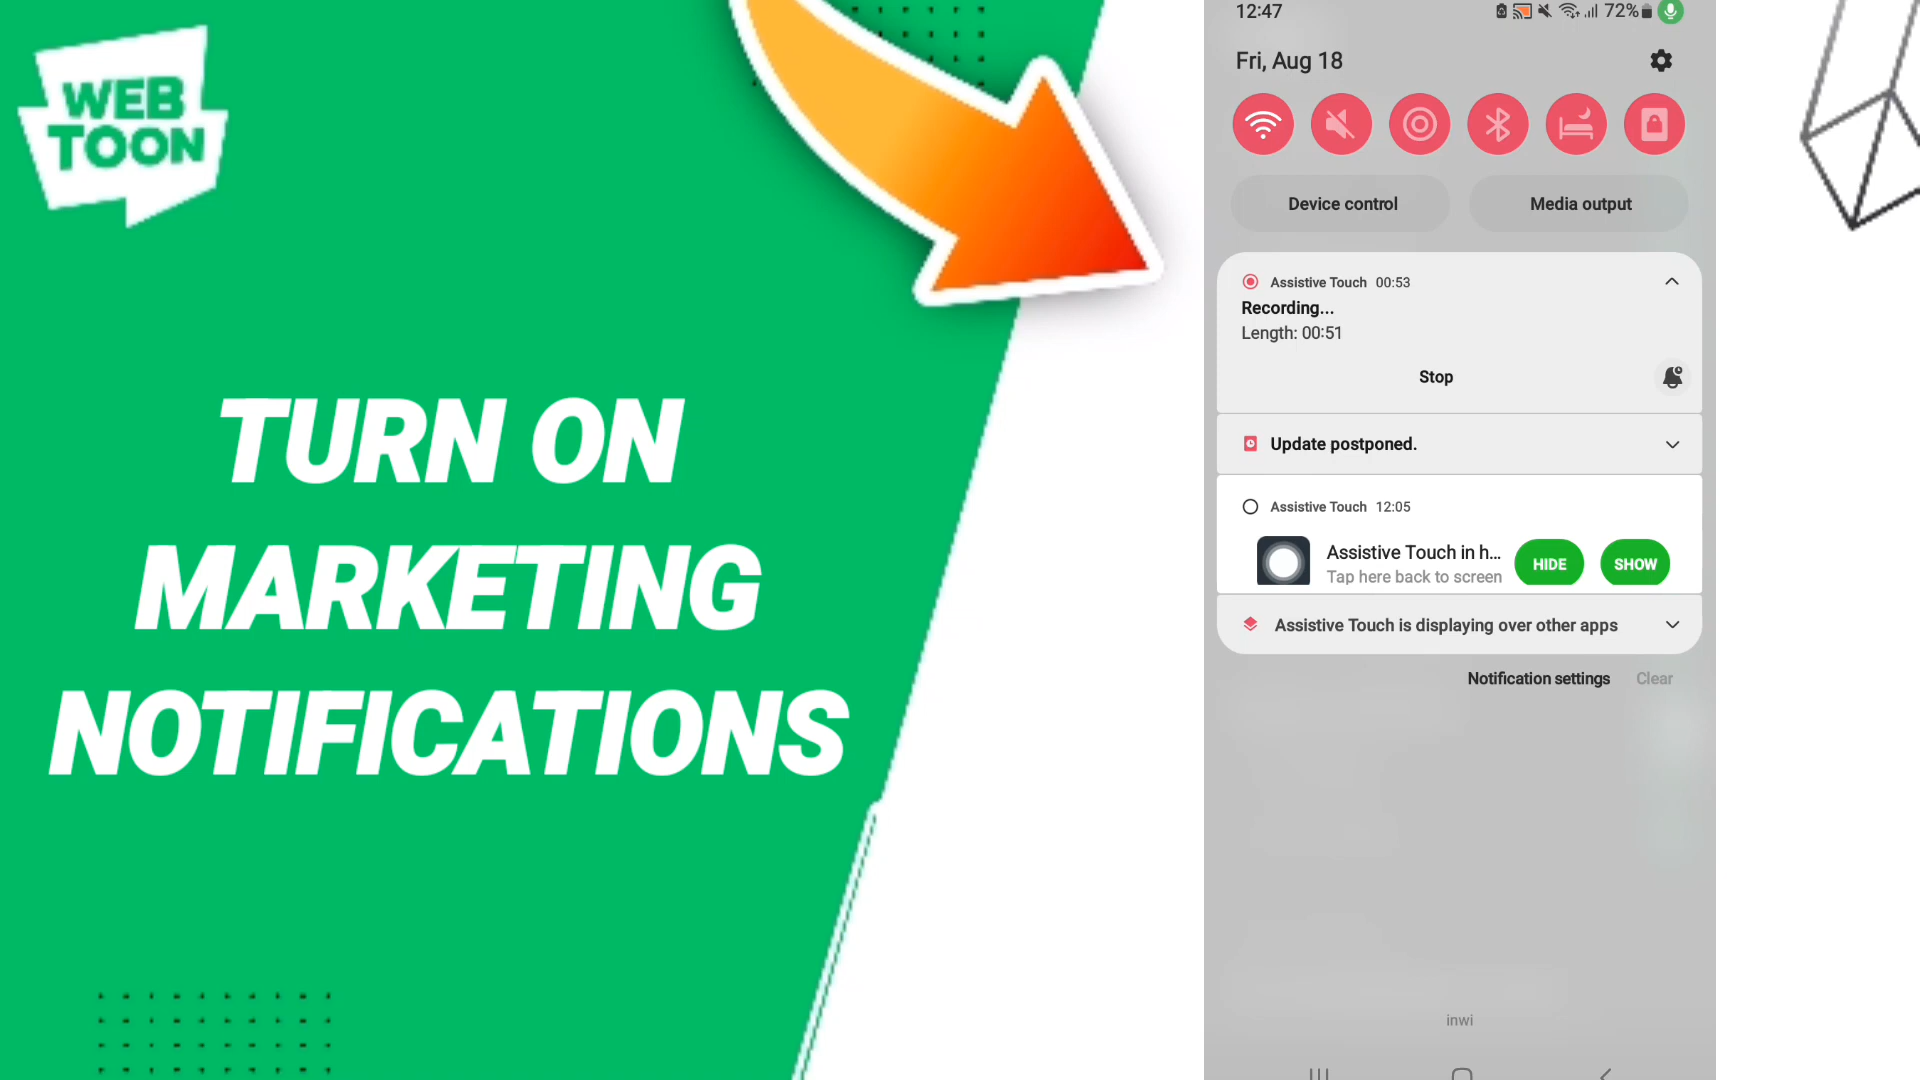 WEB
TOON
TURN ON
MARKETING
NOTIFICATIONS
12:47
72%
Fri, Aug 18
Device control
Media output
Assistive Touch 00:53
Recording...
Length: 00:51
Stop
Update postponed.
Assistive Touch 12:05
Assistive Touch in h...
Tap here back to screen
HIDE
SHOW
Assistive Touch is displaying over other apps
Notification settings
Clear
inwi